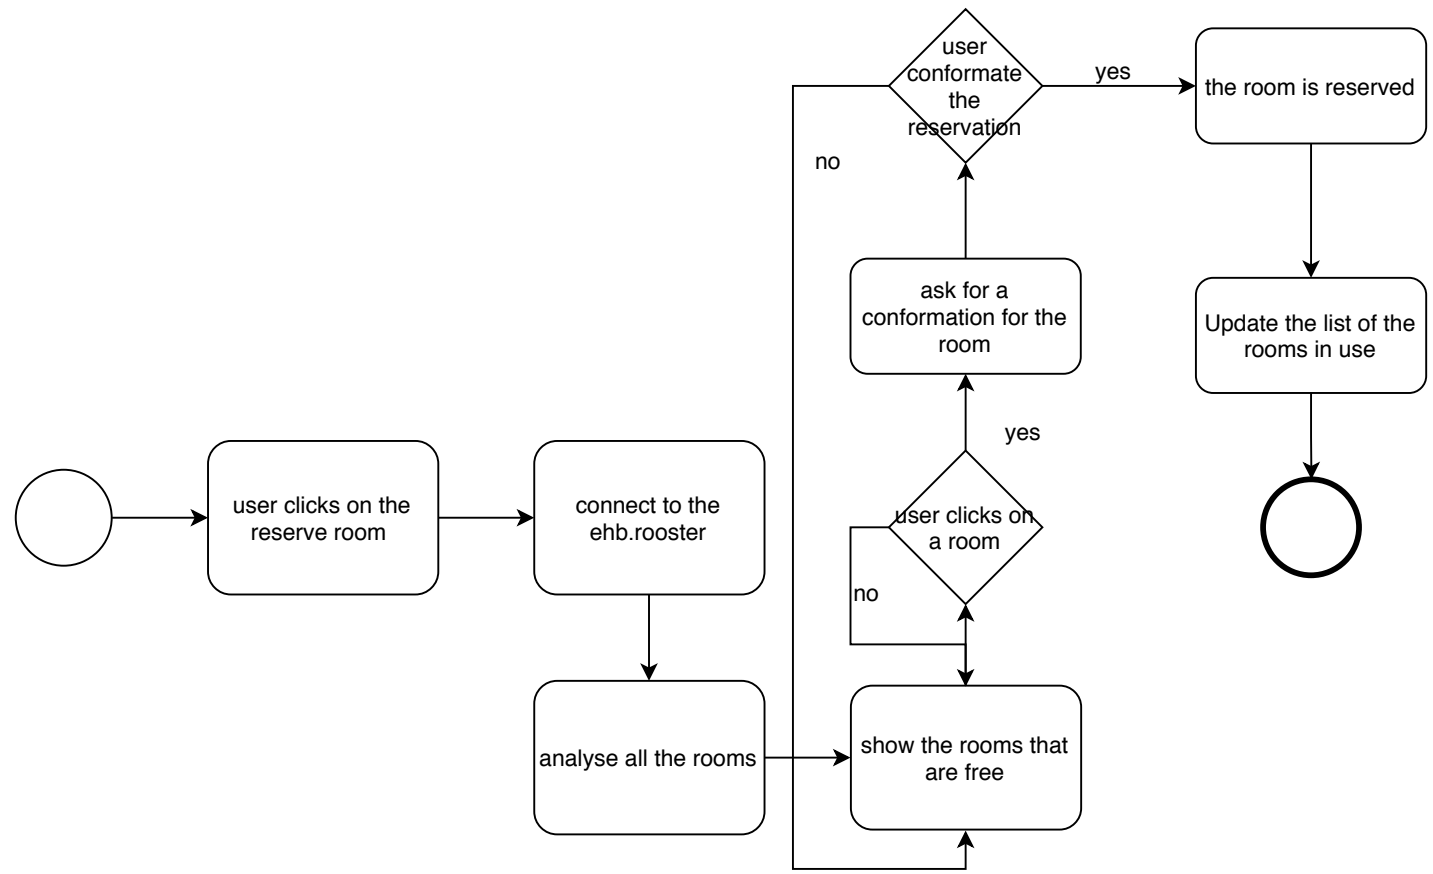 user
conformate
the
reservation
yes
the room is reserved
no
ask for a
conformation for the
room
Update the list of the
rooms in use
yes
user clicks on the
reserve room
connect to the
ehb.rooster
user clicks on
a room
no
analyse all the rooms
show the rooms that
are free